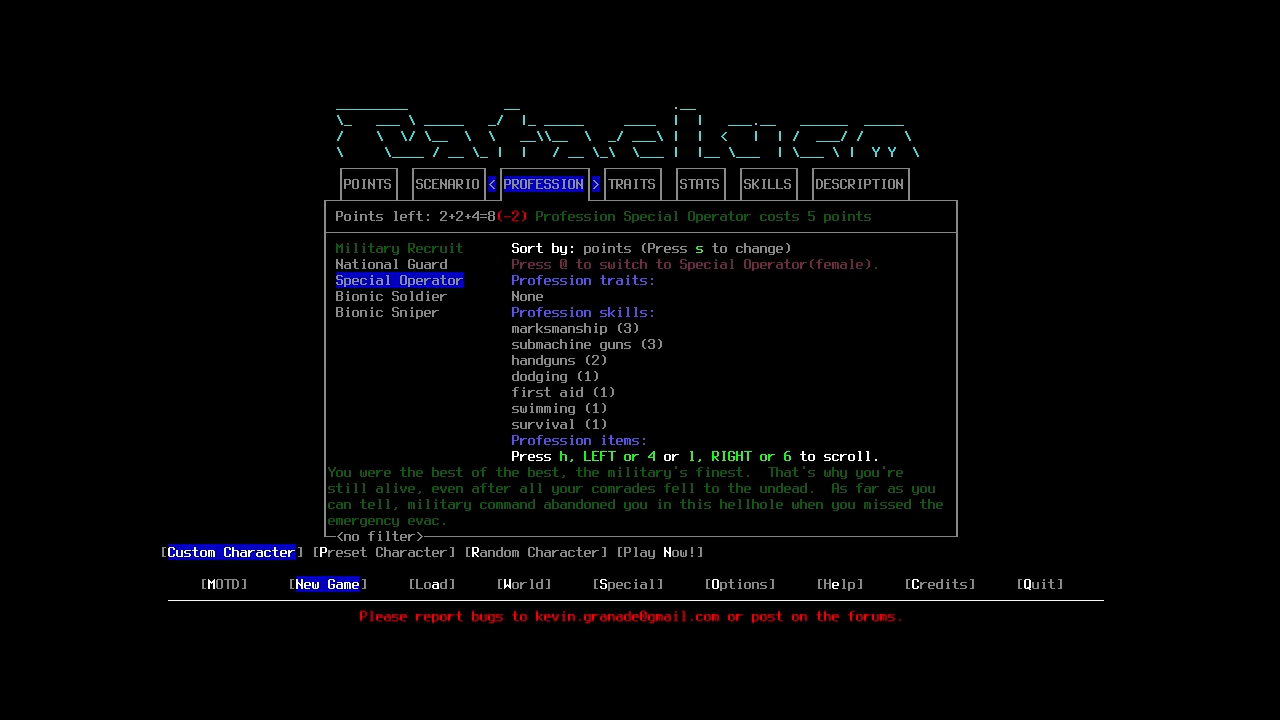 Cataclysm
POINTS SCENARIO < PROFESSION > TRAITS STATS SKILLS DESCRIPTION
Points left: 2+2+4=8(-2) Profession Special Operator costs 5 points
Military Recruit Sort by: points (Press s to change)
National Guard Press @ to switch to Special Operator(female).
Special Operator Profession traits:
Bionic Soldier None
Bionic Sniper Profession skills:
marksmanship (3)
submachine guns (3)
handguns (2)
dodging (1)
first aid (1)
swimming (1)
survival (1)
Profession items:
Press h, LEFT or 4 or l, RIGHT or 6 to scroll.
You were the best of the best, the military's finest.  That's why you're
still alive, even after all your comrades fell to the undead.  As far as you
can tell, military command abandoned you in this hellhole when you missed the
emergency evac.
<no filter>
[Custom Character] [Preset Character] [Random Character] [Play Now!]
[MOTD] [New Game] [Load] [World] [Special] [Options] [Help] [Credits] [Quit]
Please report bugs to kevin.granade@gmail.com or post on the forums.